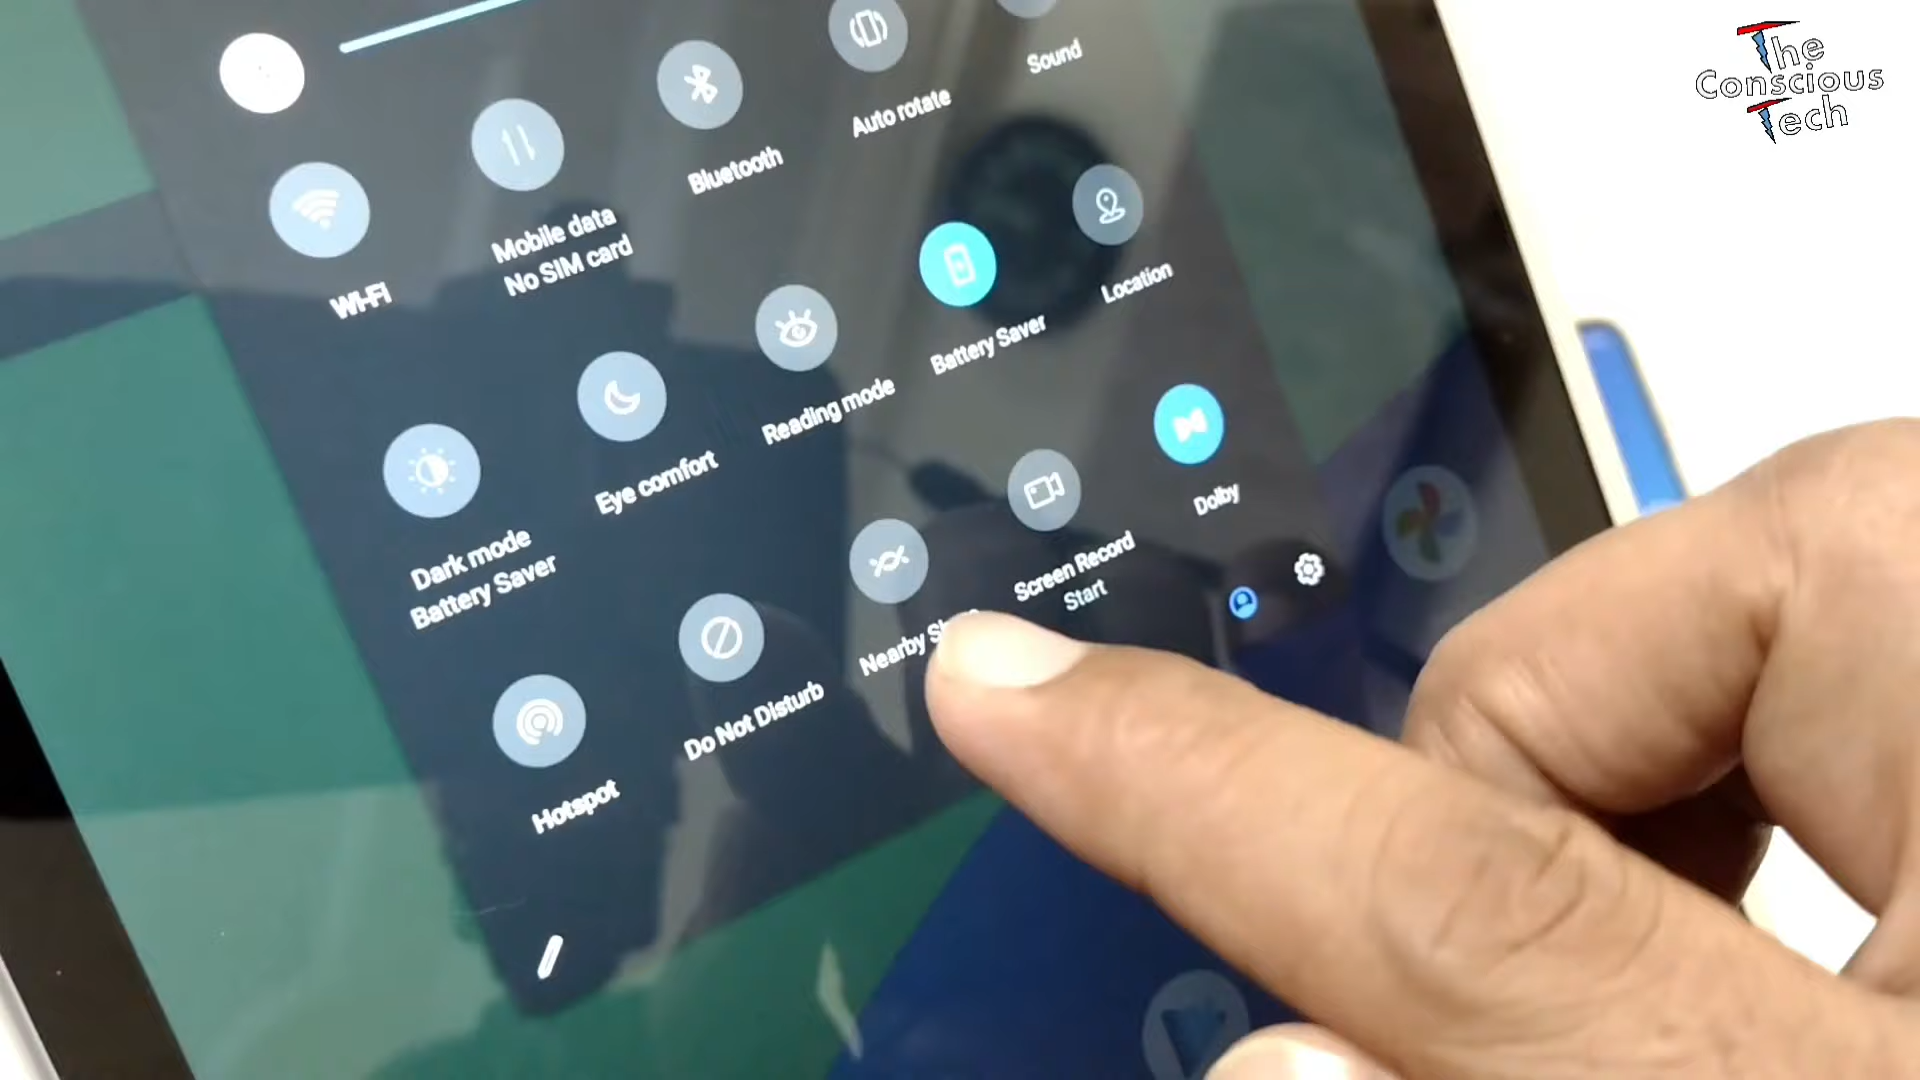 The
Conscious
Tech
Sound
Auto rotate
Bluetooth
Mobile data
No SIM card
Wi-Fi
Location
Battery Saver
Reading mode
Eye comfort
Dark mode
Battery Saver
Dolby
Screen Record
Start
Nearby
Do Not Disturb
Hotspot